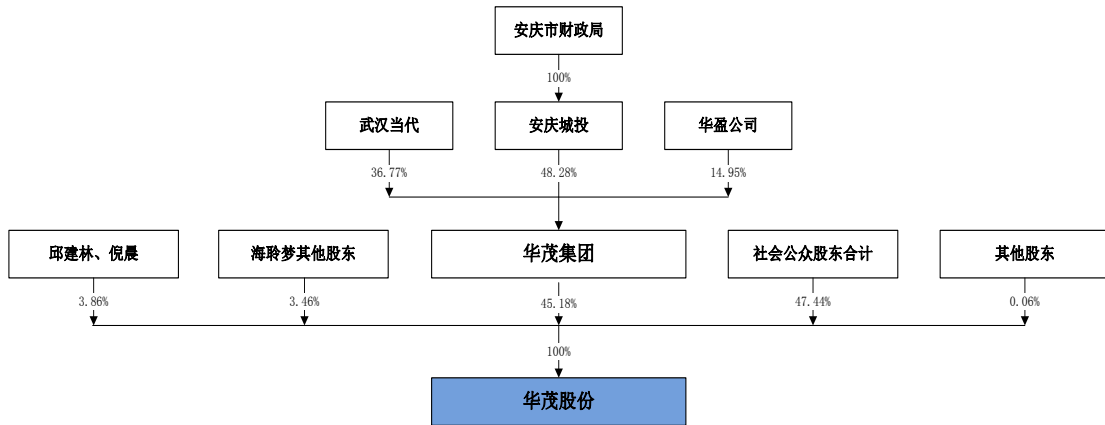 安庆市财政局
100%
武汉当代
安庆城投
华盈公司
36.77%
48.28%
14.95%
邱建林、倪晨
海聆梦其他股东
华茂集团
社会公众股东合计
其他股东
3.86%
3.46%
45.18%
47.44%
0.06%
100%
华茂股份